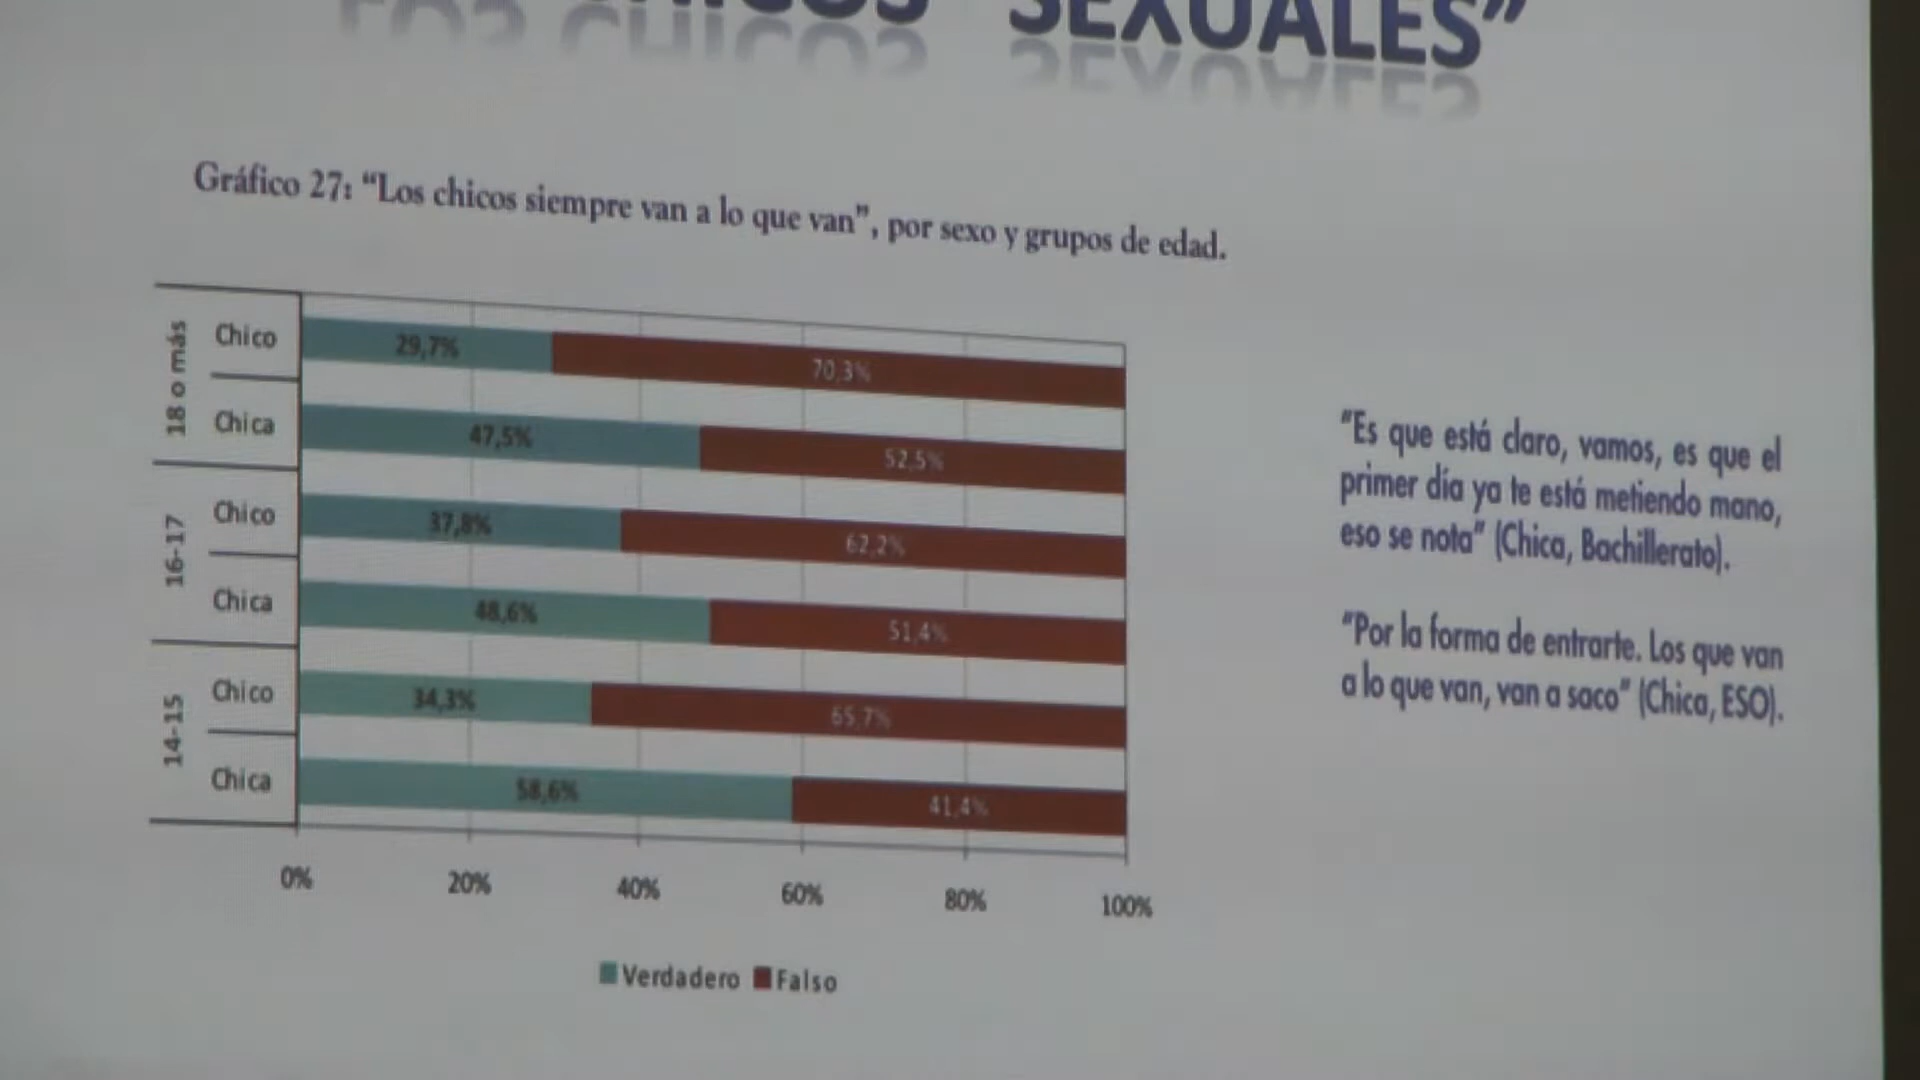 CHICOS "SEXUALES"
Gráfico 27: “Los chicos siempre van a lo que van”, por sexo y grupos de edad.
18 o más
Chico
29,7%
70,3%
Chica
47,5%
52,5%
16-17
Chico
37,8%
62,2%
Chica
48,6%
51,4%
14-15
Chico
34,3%
65,7%
Chica
58,6%
41,4%
0% 20% 40% 60% 80% 100%
Verdadero Falso
“Es que está claro, vamos, es que el
primer día ya te está metiendo mano,
eso se nota” (Chica, Bachillerato).
“Por la forma de entrarte. Los que van
a lo que van, van a saco” (Chica, ESO).